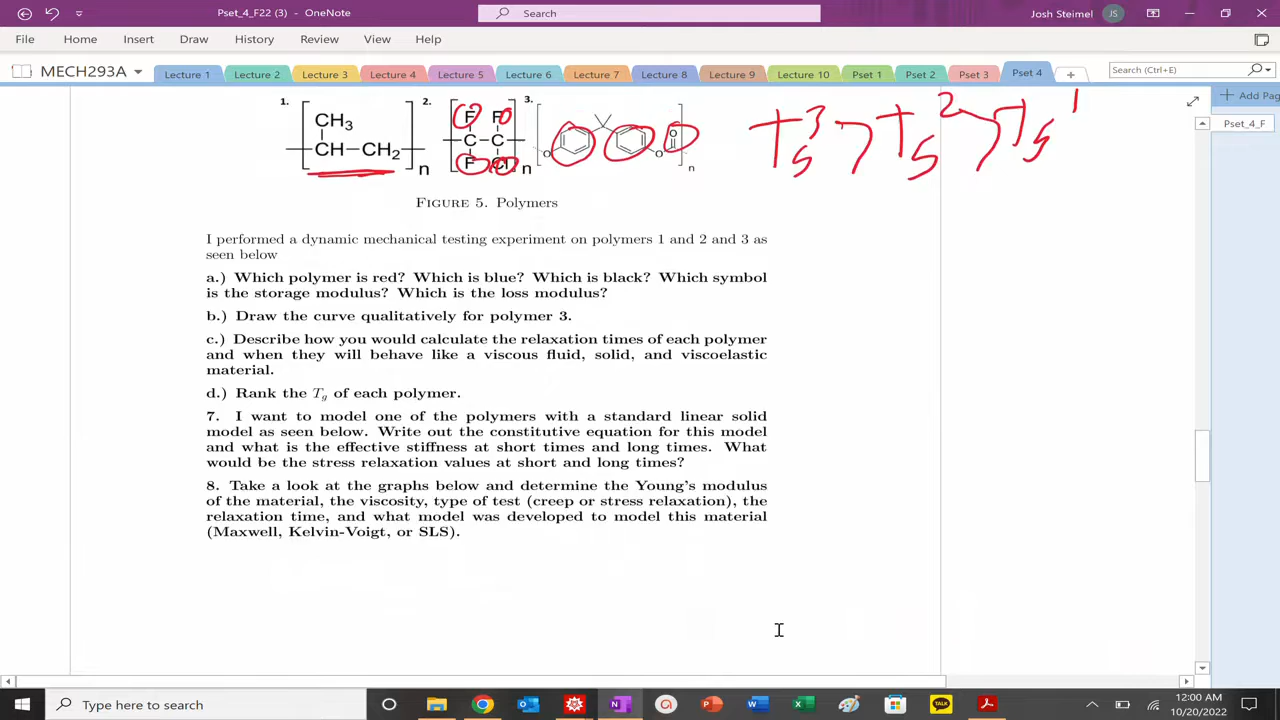 Pset_4_F22 (3) - OneNote
Search
Josh Steimel
JS
File Home Insert Draw History Review View Help
MECH293A
Lecture 1 Lecture 2 Lecture 3 Lecture 4 Lecture 5 Lecture 6 Lecture 7 Lecture 8 Lecture 9 Lecture 10 Pset 1 Pset 2 Pset 3 Pset 4
Search (Ctrl+E)
Add Page
Pset_4_F
1. CH3 CH—CH2 n
2. F F C C F Cl n
3. O O O n
Figure 5. Polymers
I performed a dynamic mechanical testing experiment on polymers 1 and 2 and 3 as
seen below
a.) Which polymer is red? Which is blue? Which is black? Which symbol
is the storage modulus? Which is the loss modulus?
b.) Draw the curve qualitatively for polymer 3.
c.) Describe how you would calculate the relaxation times of each polymer
and when they will behave like a viscous fluid, solid, and viscoelastic
material.
d.) Rank the Tg of each polymer.
7. I want to model one of the polymers with a standard linear solid
model as seen below. Write out the constitutive equation for this model
and what is the effective stiffness at short times and long times. What
would be the stress relaxation values at short and long times?
8. Take a look at the graphs below and determine the Young's modulus
of the material, the viscosity, type of test (creep or stress relaxation), the
relaxation time, and what model was developed to model this material
(Maxwell, Kelvin-Voigt, or SLS).
Type here to search
TALK
12:00 AM
10/20/2022